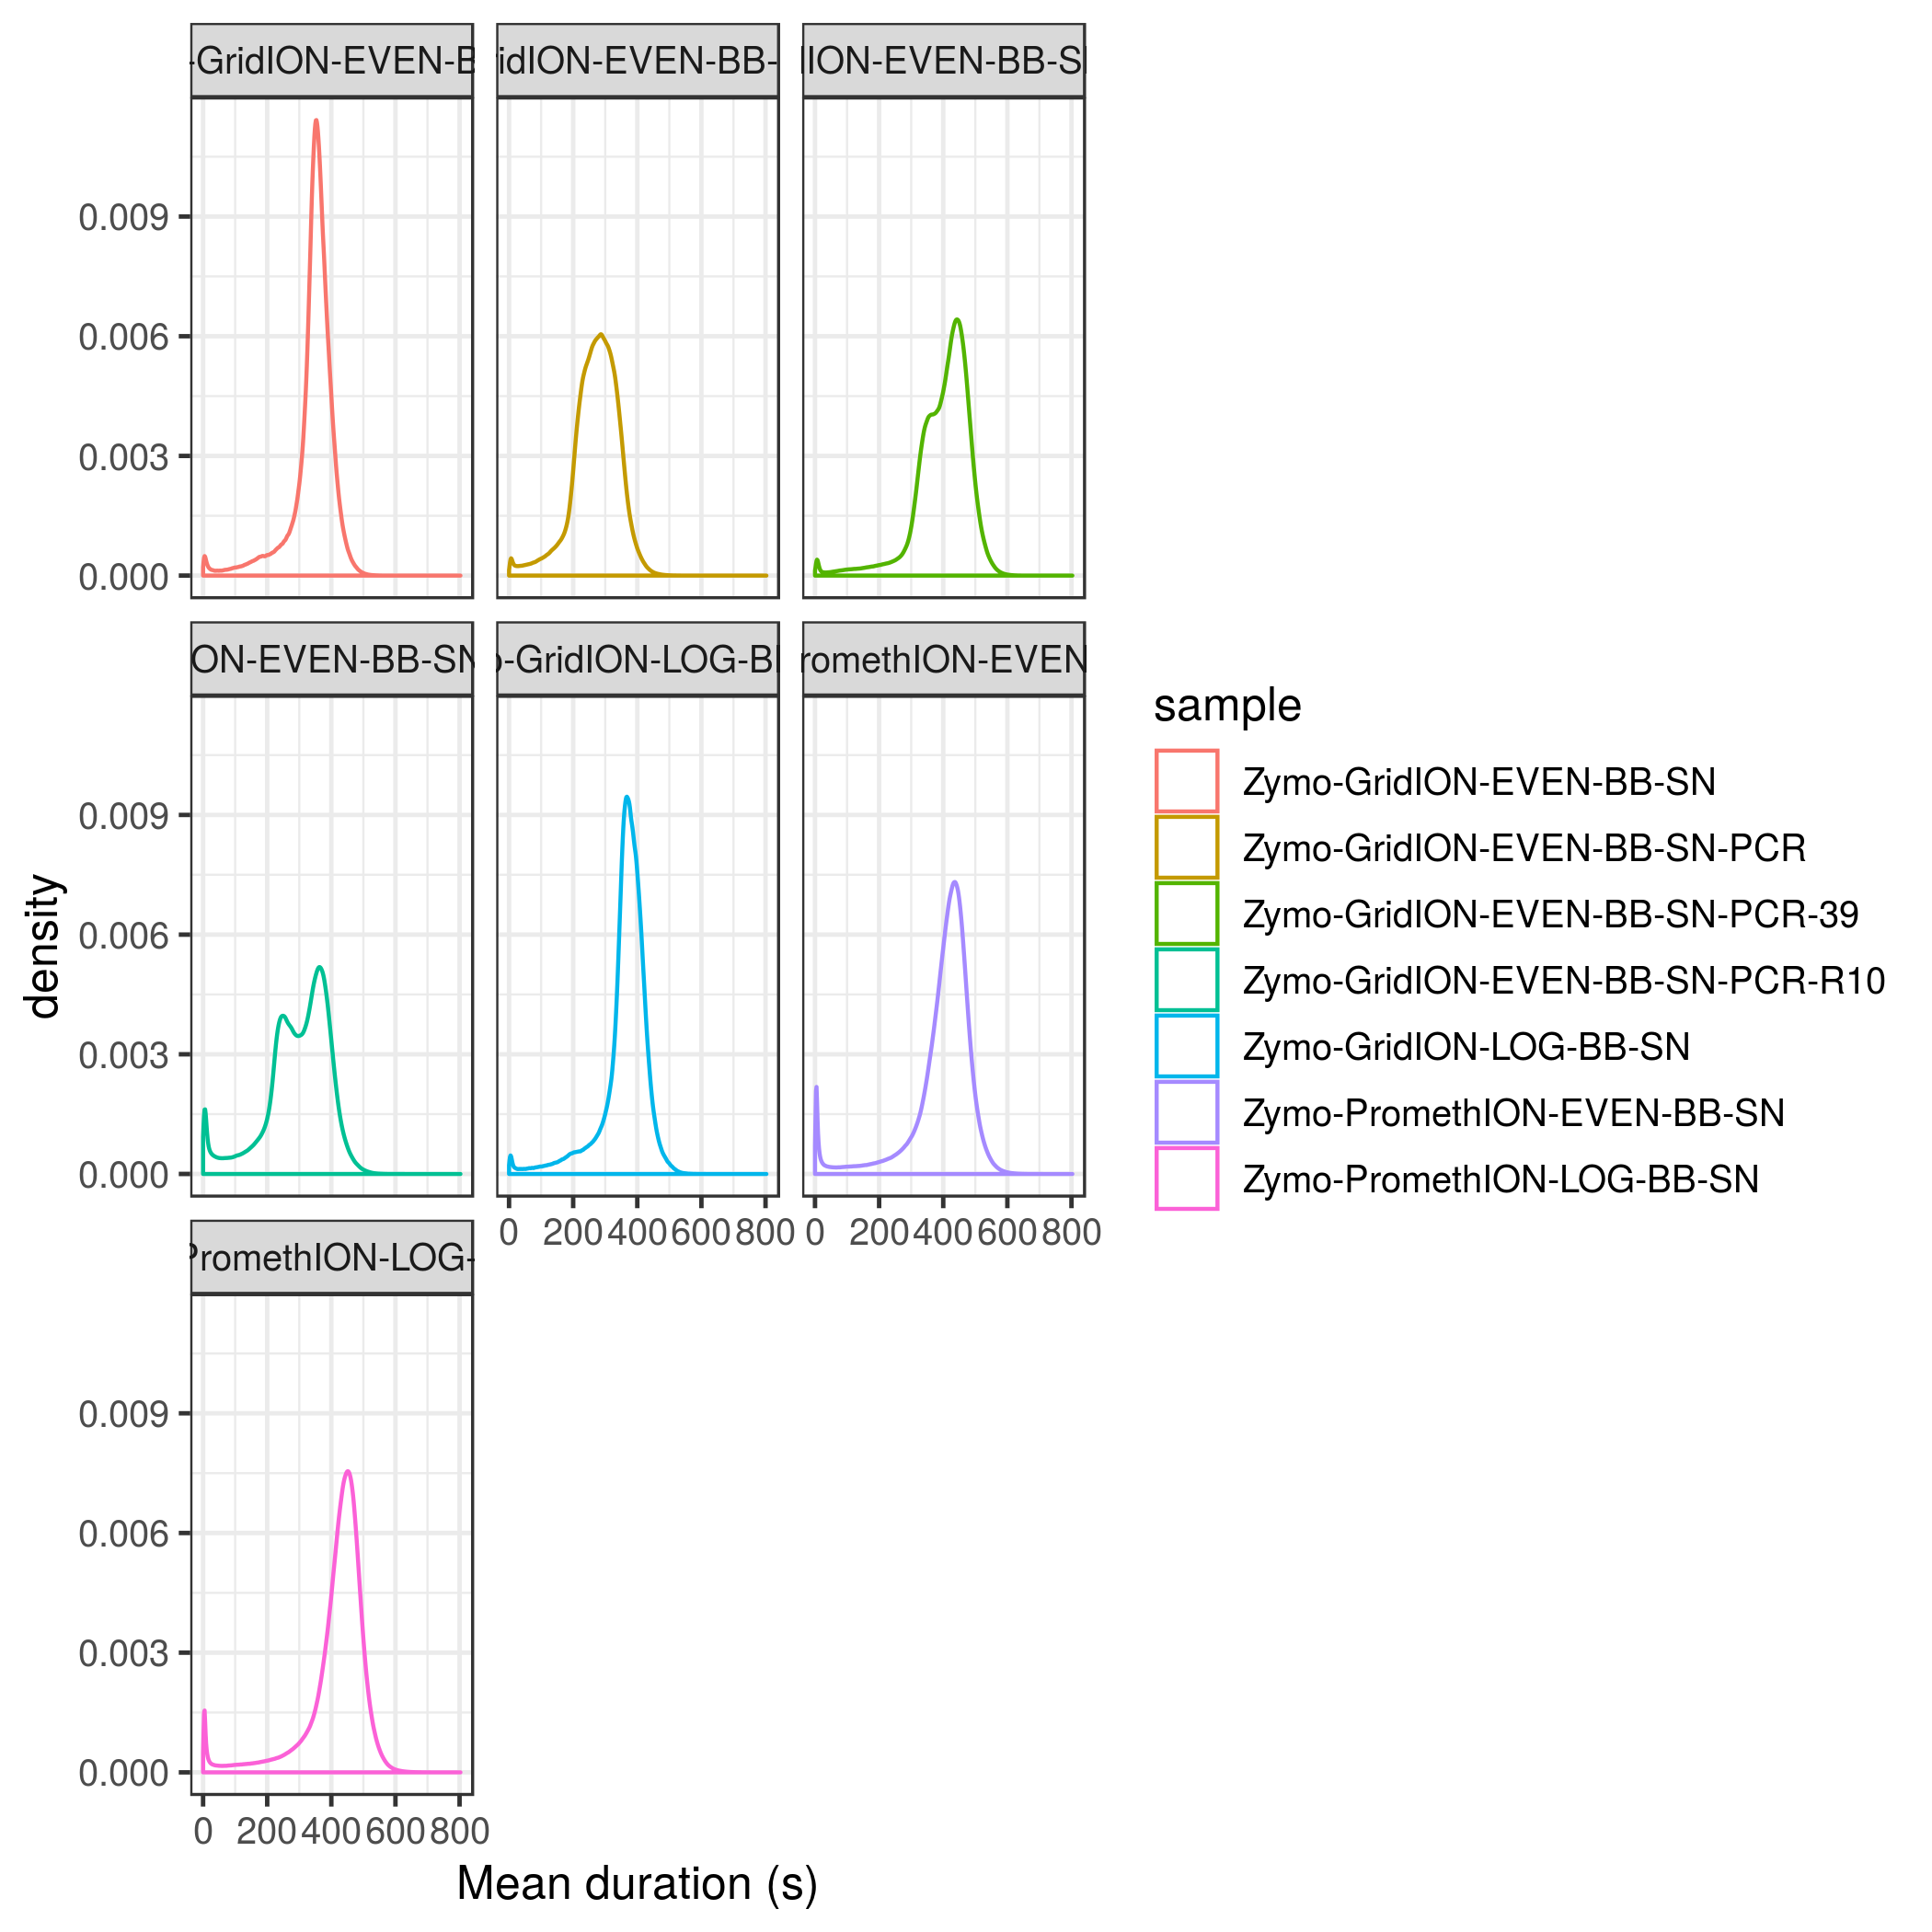 -GridION-EVEN-B
idION-EVEN-BB-
ION-EVEN-BB-S
0.009
0.006
0.003
0.000
ON-EVEN-BB-SN
-GridION-LOG-B
romethION-EVEN
0.009
0.006
0.003
0.000
0 200 400 600 800
0 200 400 600 800
PromethION-LOG-
0.009
0.006
0.003
0.000
0 200 400 600 800
density
Mean duration (s)
sample
Zymo-GridION-EVEN-BB-SN
Zymo-GridION-EVEN-BB-SN-PCR
Zymo-GridION-EVEN-BB-SN-PCR-39
Zymo-GridION-EVEN-BB-SN-PCR-R10
Zymo-GridION-LOG-BB-SN
Zymo-PromethION-EVEN-BB-SN
Zymo-PromethION-LOG-BB-SN